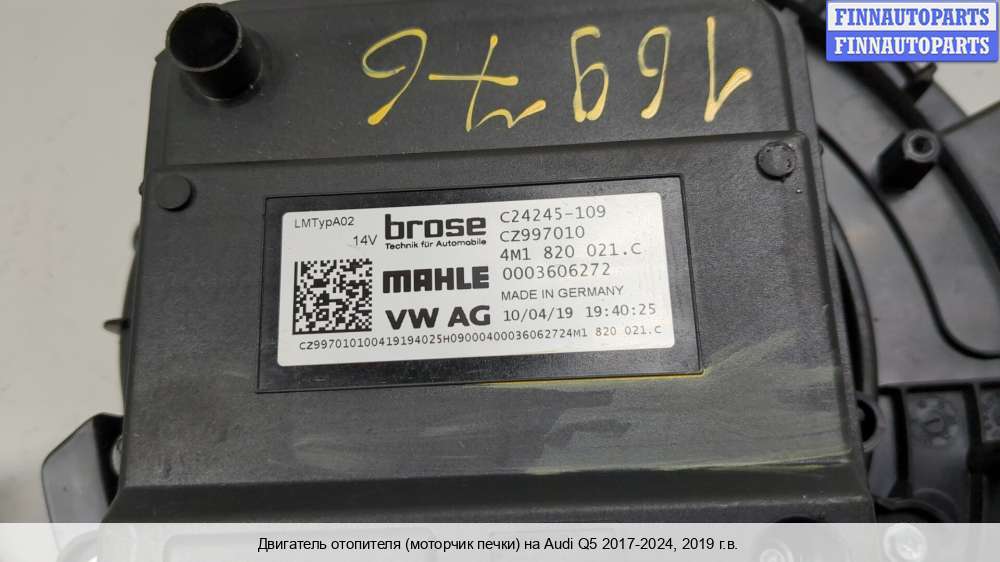 FINNAUTOPARTS
FINNAUTOPARTS
16976
LMTypA02
14V
brose
Technik für Automobile
MAHLE
VW AG
C24245-109
CZ997010
4M1 820 021.C
0003606272
MADE IN GERMANY
10/04/19 19:40:25
CZ997010100419194025H09000400036062724M1 820 021.C
Двигатель отопителя (моторчик печки) на Audi Q5 2017-2024, 2019 г.в.